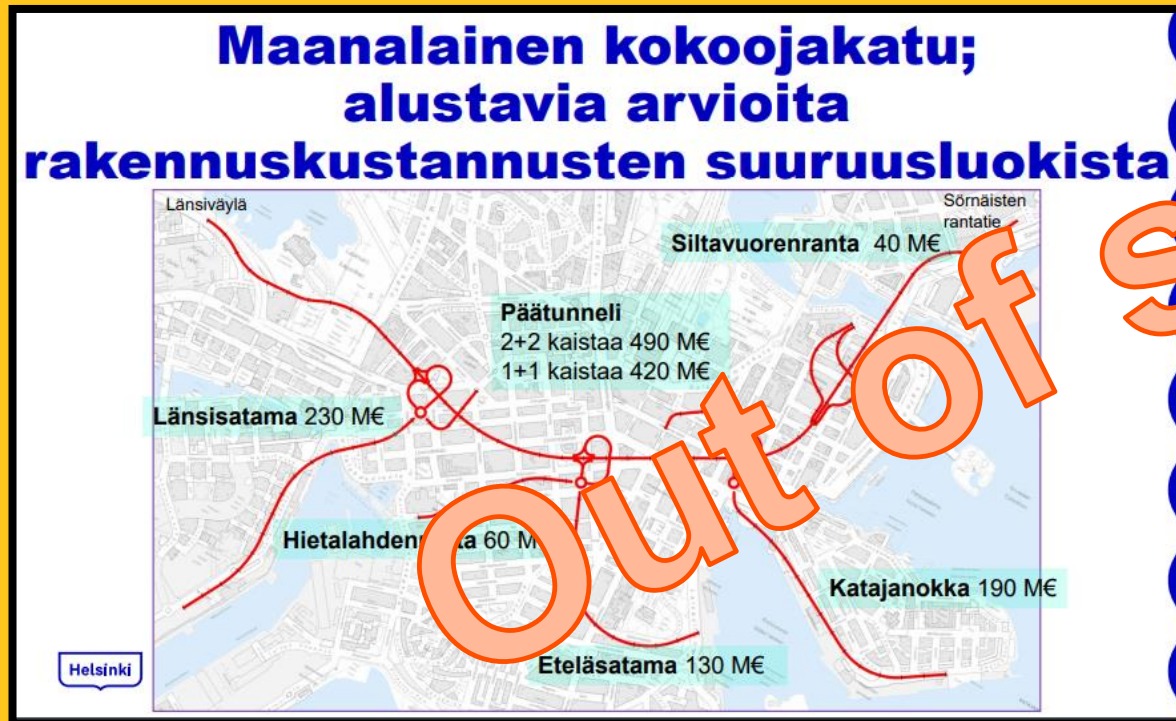 Maanalainen kokoojakatu;
alustavia arvioita
rakennuskustannusten suuruusluokista
Länsiväylä
Sörnäisten
rantatie
Siltavuorenranta 40 M€
Päätunneli
2+2 kaistaa 490 M€
1+1 kaistaa 420 M€
Länsisatama 230 M€
60 M
Katajanokka 190 M€
Eteläsatama 130 M€
Helsinki
Out of s